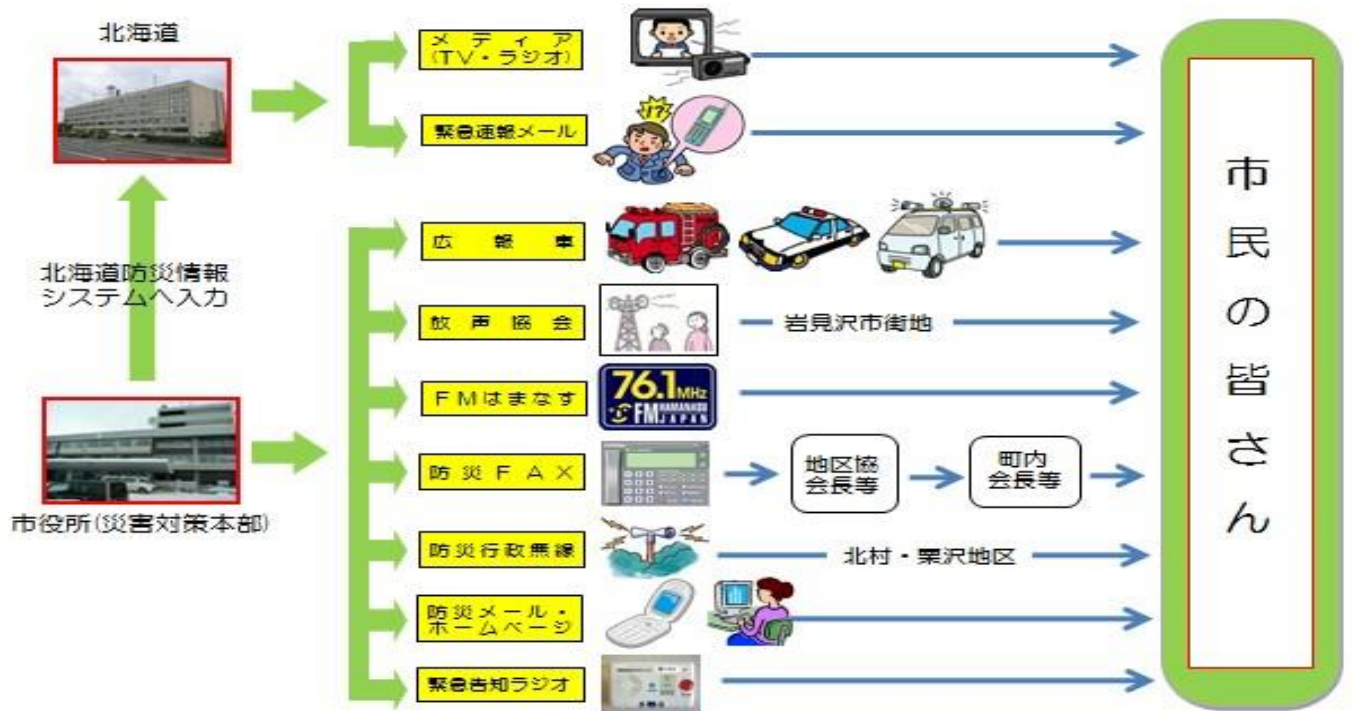 北海道
北海道防災情報
システムへ入力
市役所(災害対策本部)
メディア
(TV・ラジオ)
緊急速報メール
!?
広報車
放声協会
岩見沢市街地
FMはまなす
76.1MHz
FM HAMANASU
JAPAN
防災FAX
地区協
会長等
町内
会長等
防災行政無線
北村・栗沢地区
防災メール・
ホームページ
緊急告知ラジオ
市民の皆さん